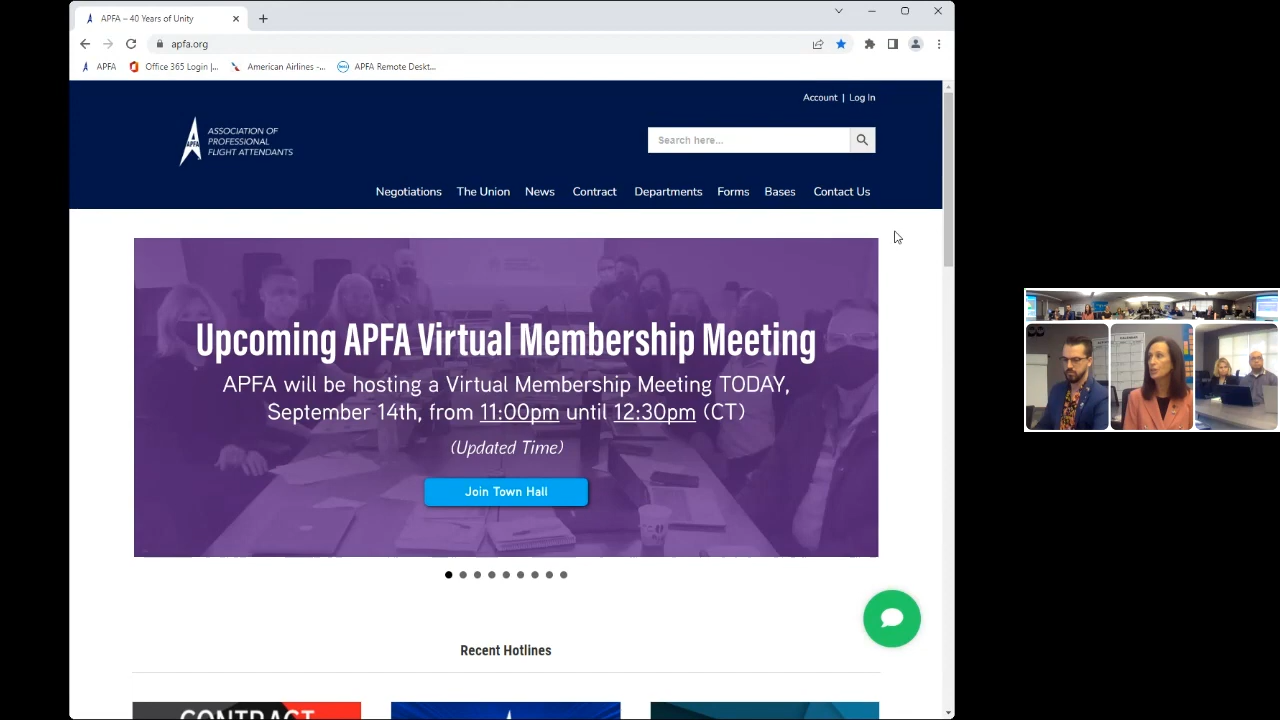 APFA – 40 Years of Unity
apfa.org
APFA
Office 365 Login |...
American Airlines -...
APFA Remote Deskt...
Account | Log In
APFA
ASSOCIATION OF
PROFESSIONAL
FLIGHT ATTENDANTS
Search here...
Negotiations
The Union
News
Contract
Departments
Forms
Bases
Contact Us
Upcoming APFA Virtual Membership Meeting
APFA will be hosting a Virtual Membership Meeting TODAY,
September 14th, from 11:00pm until 12:30pm (CT)
(Updated Time)
Join Town Hall
Recent Hotlines
CONTRACT